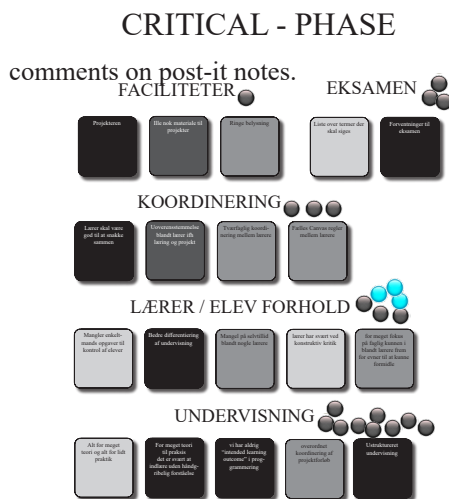 CRITICAL - PHASE
comments on post-it notes.
FACILITETER
EKSAMEN
Projekteren
Ille nok materiale til
projekter
Ringe belysning
Liste over termer der
skal siges
Forventninger til
eksamen
KOORDINERING
Lærer skal være
god til at snakke
sammen
Uoverensstemmelse
blandt lærer ifh
læring og projekt
Tværfaglig koordi-
nering mellem lærere
Fælles Canvas regler
mellem lærere
LÆRER / ELEV FORHOLD
Mangler enkelt-
mands opgaver til
kontrol af elever
Bedre differentiering
af undervisning
Mangel på selvtillid
blandt nogle lærere
lærer har svært ved
konstruktiv kritik
for meget fokus
på faglig kunnen i
blandt lærere frem
for evner til at kunne
formidle
UNDERVISNING
Alt for meget
teori og alt for lidt
praktik
For meget teori
til praksis
det er svært at
indlære uden håndg-
ribelig forståelse
vi har aldrig
"intended learning
outcome" i prog-
rammering
overordnet
koordinering af
projektforløb
Ustruktureret
undervisning